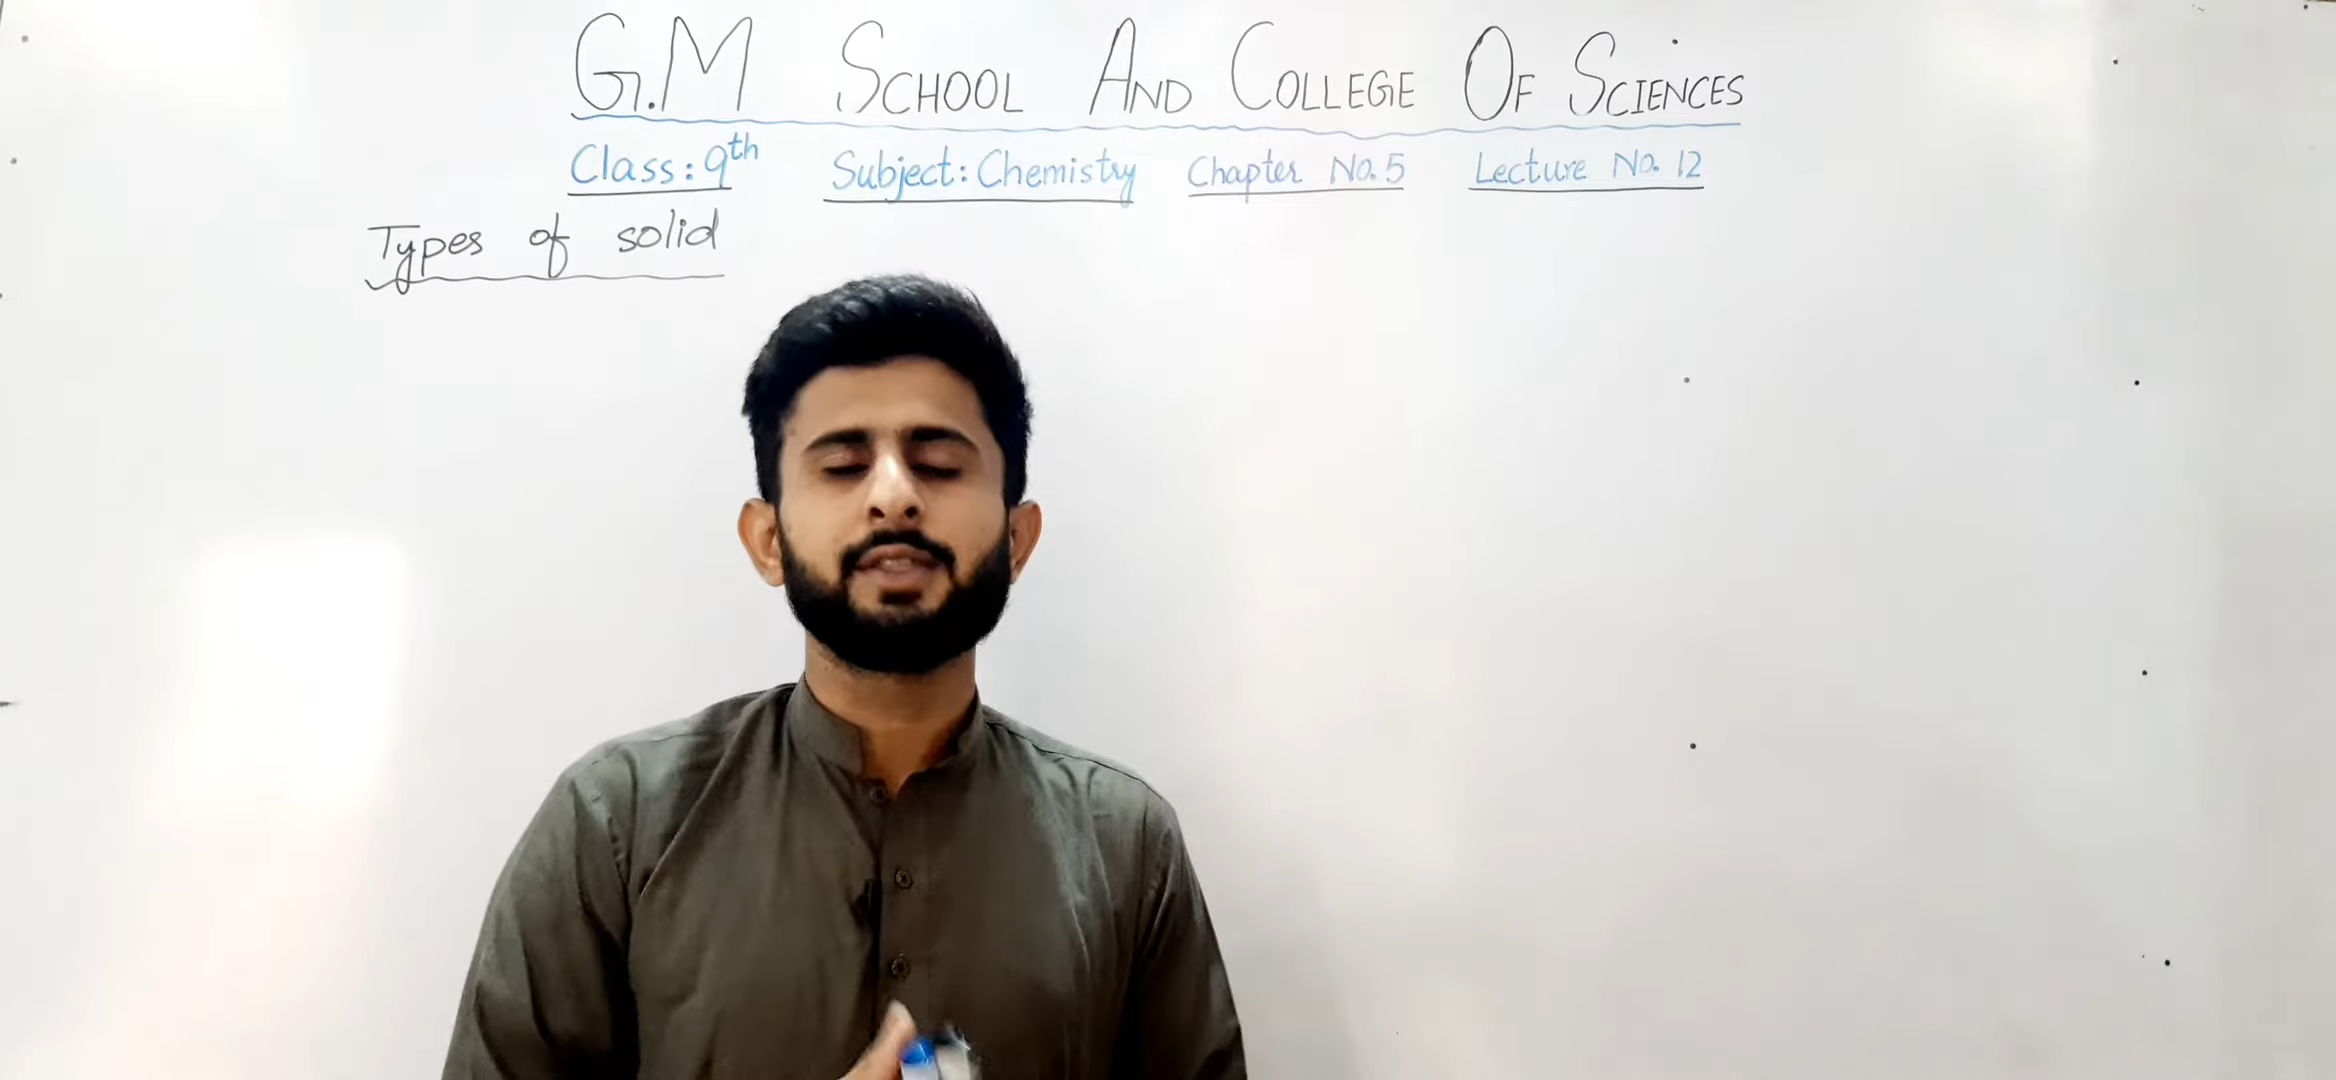 G.M SCHOOL AND COLLEGE OF SCIENCES
Class: 9th Subject: Chemistry Chapter No. 5 Lecture No. 12
Types of solid